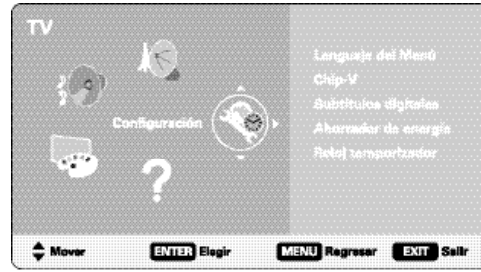 TV
Lenguaje del Menú
Chip-V
Subtítulos digitales
Configuración
Ahorrador de energía
Reloj temporizador
?
Mover ENTER Elegir MENU Regresar EXIT Salir